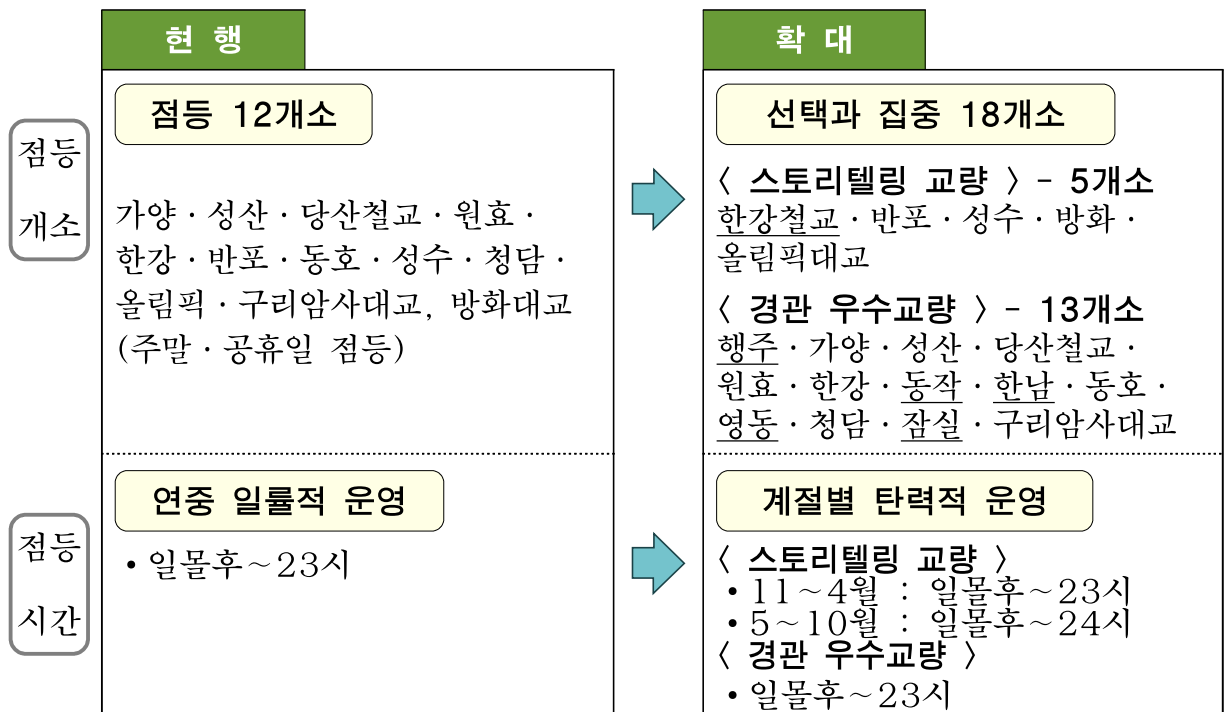 현 행
확 대
점등
개소
점등 12개소
가양·성산·당산철교·원효·
한강·반포·동호·성수·청담·
올림픽·구리암사대교, 방화대교
(주말·공휴일 점등)
선택과 집중 18개소
〈 스토리텔링 교량 〉- 5개소
한강철교·반포·성수·방화·
올림픽대교
〈 경관 우수교량 〉- 13개소
행주·가양·성산·당산철교·
원효·한강·동작·한남·동호·
영동·청담·잠실·구리암사대교
점등
시간
연중 일률적 운영
• 일몰후~23시
계절별 탄력적 운영
〈 스토리텔링 교량 〉
• 11~4월 : 일몰후~23시
• 5~10월 : 일몰후~24시
〈 경관 우수교량 〉
• 일몰후~23시